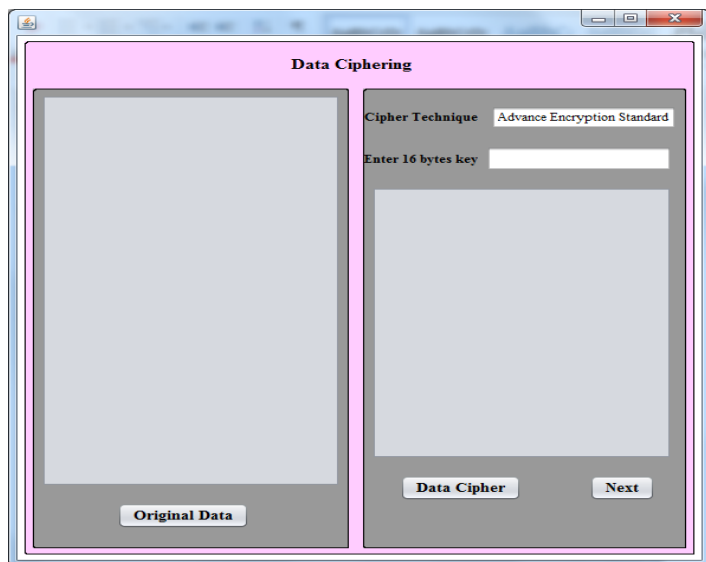 Data Ciphering
Cipher Technique Advance Encryption Standard
Enter 16 bytes key
Data Cipher Next
Original Data